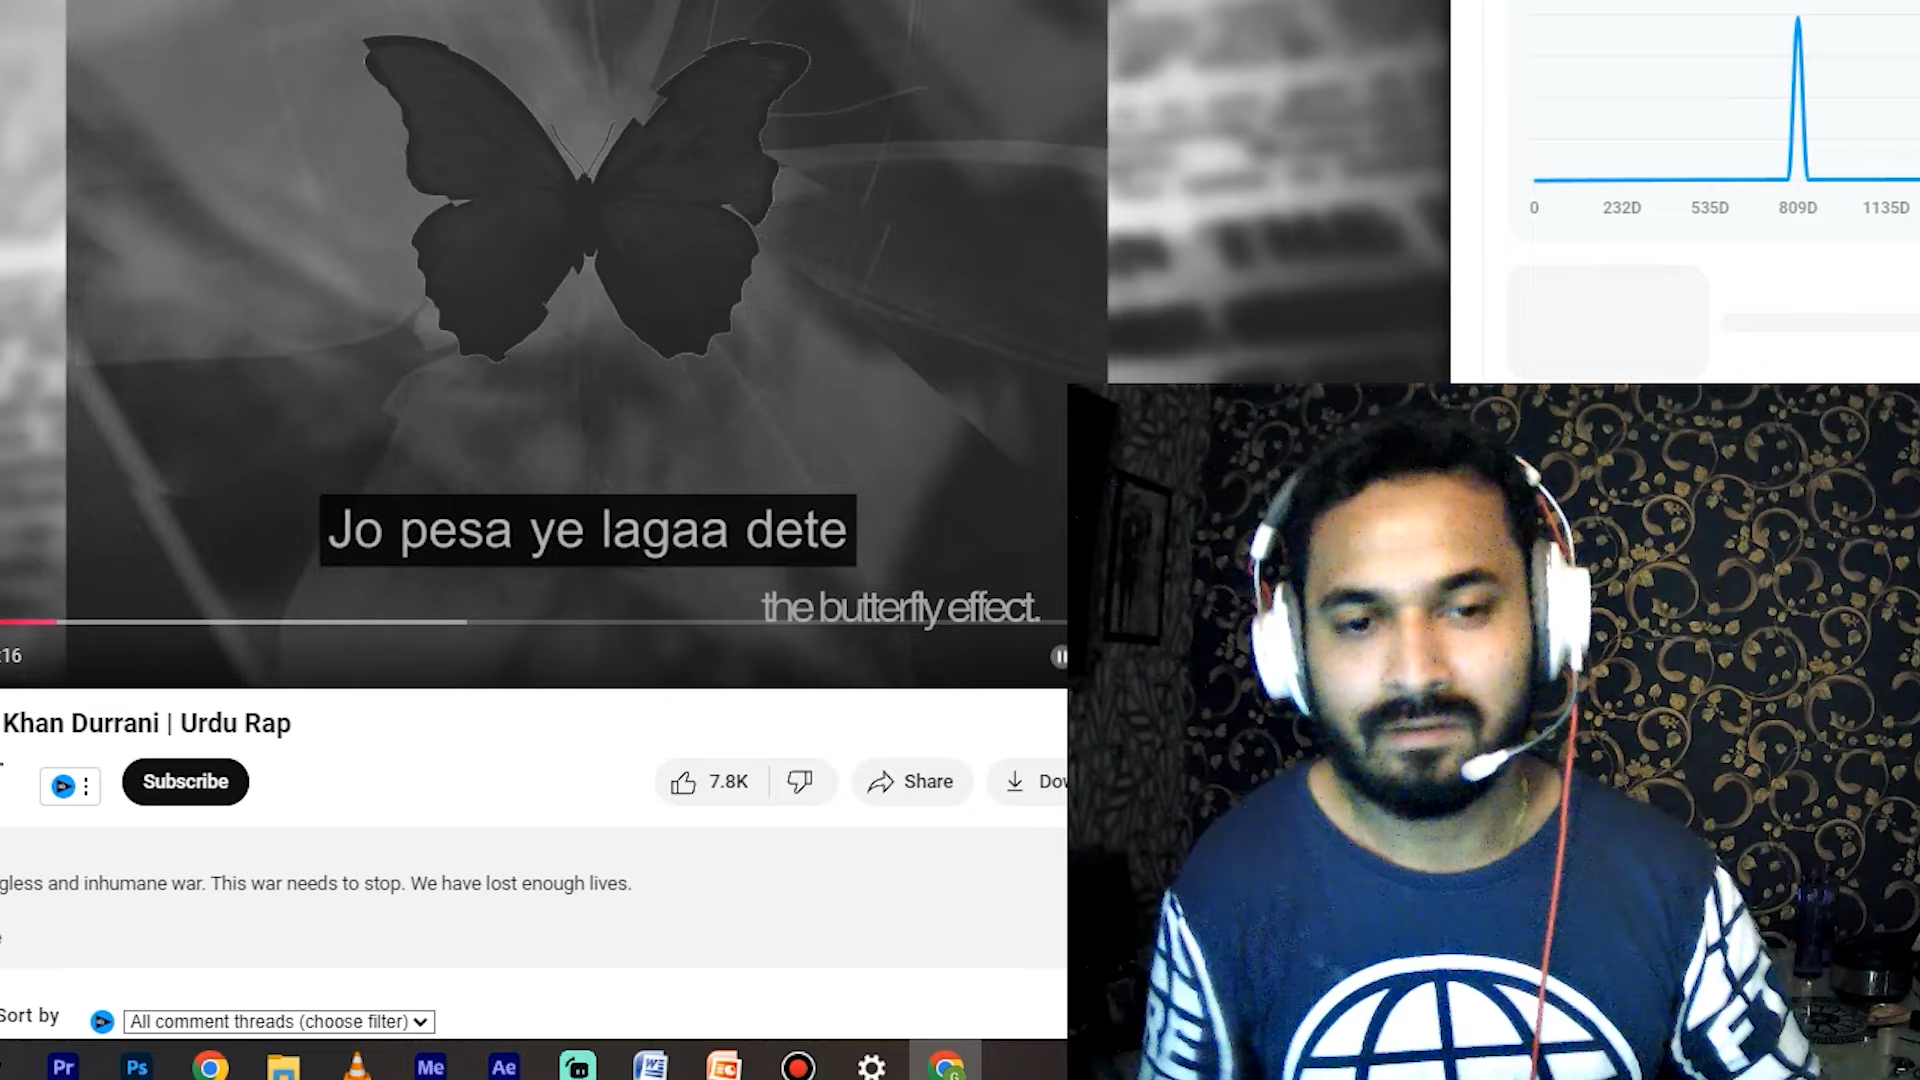 0 232D 535D 809D 1135D
Jo pesa ye lagaa dete
the butterfly effect.
:16
Khan Durrani | Urdu Rap
Subscribe
7.8K
Share
Dow
gless and inhumane war. This war needs to stop. We have lost enough lives.
Sort by
All comment threads (choose filter)
Pr Ps Me Ae